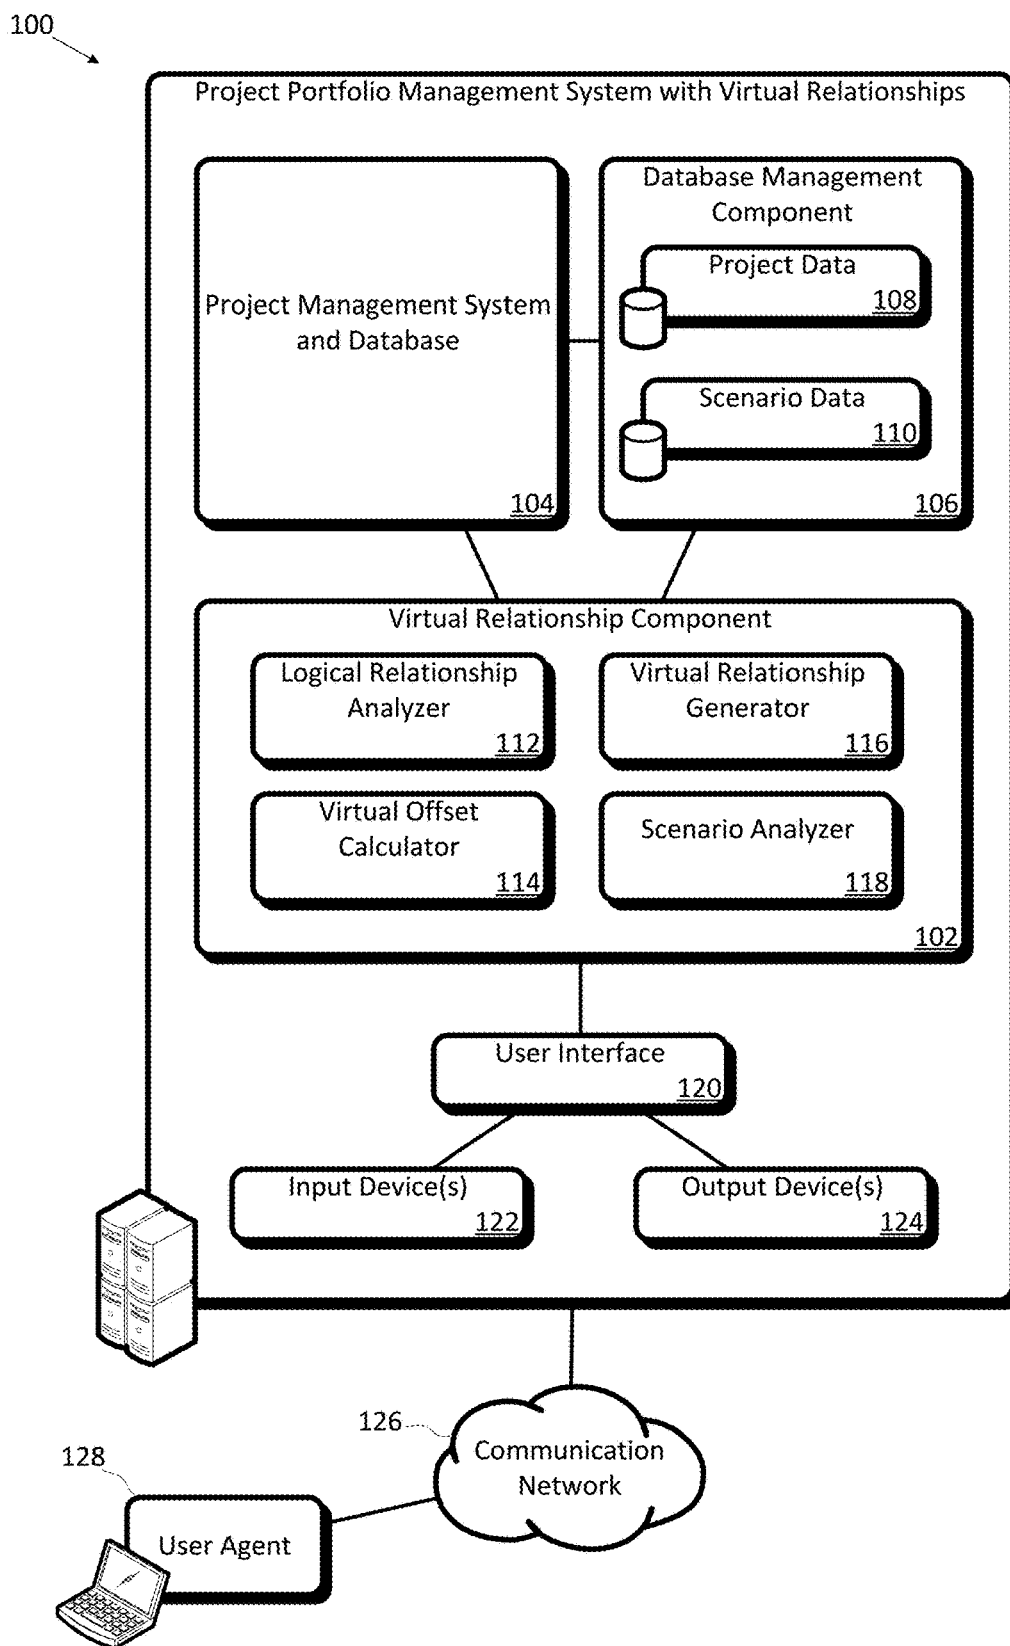 100
Project Portfolio Management System with Virtual Relationships
Project Management System
and Database
104
Database Management
Component
Project Data
108
Scenario Data
110
106
Virtual Relationship Component
Logical Relationship
Analyzer
112
Virtual Relationship
Generator
116
Virtual Offset
Calculator
114
Scenario Analyzer
118
102
User Interface
120
Input Device(s)
122
Output Device(s)
124
126
Communication
Network
128
User Agent